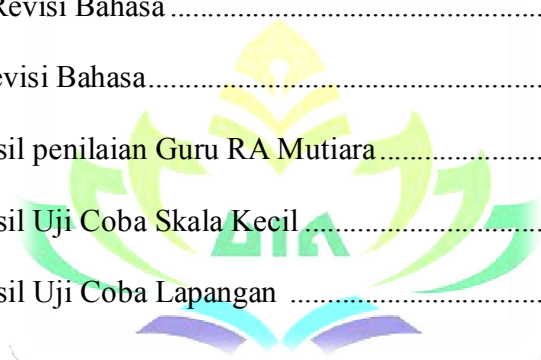 Revisi Bahasa ................................................
evisi Bahasa...................................................
sil penilaian Guru RA Mutiara.....................
sil Uji Coba Skala Kecil................................
sil Uji Coba Lapangan .................................